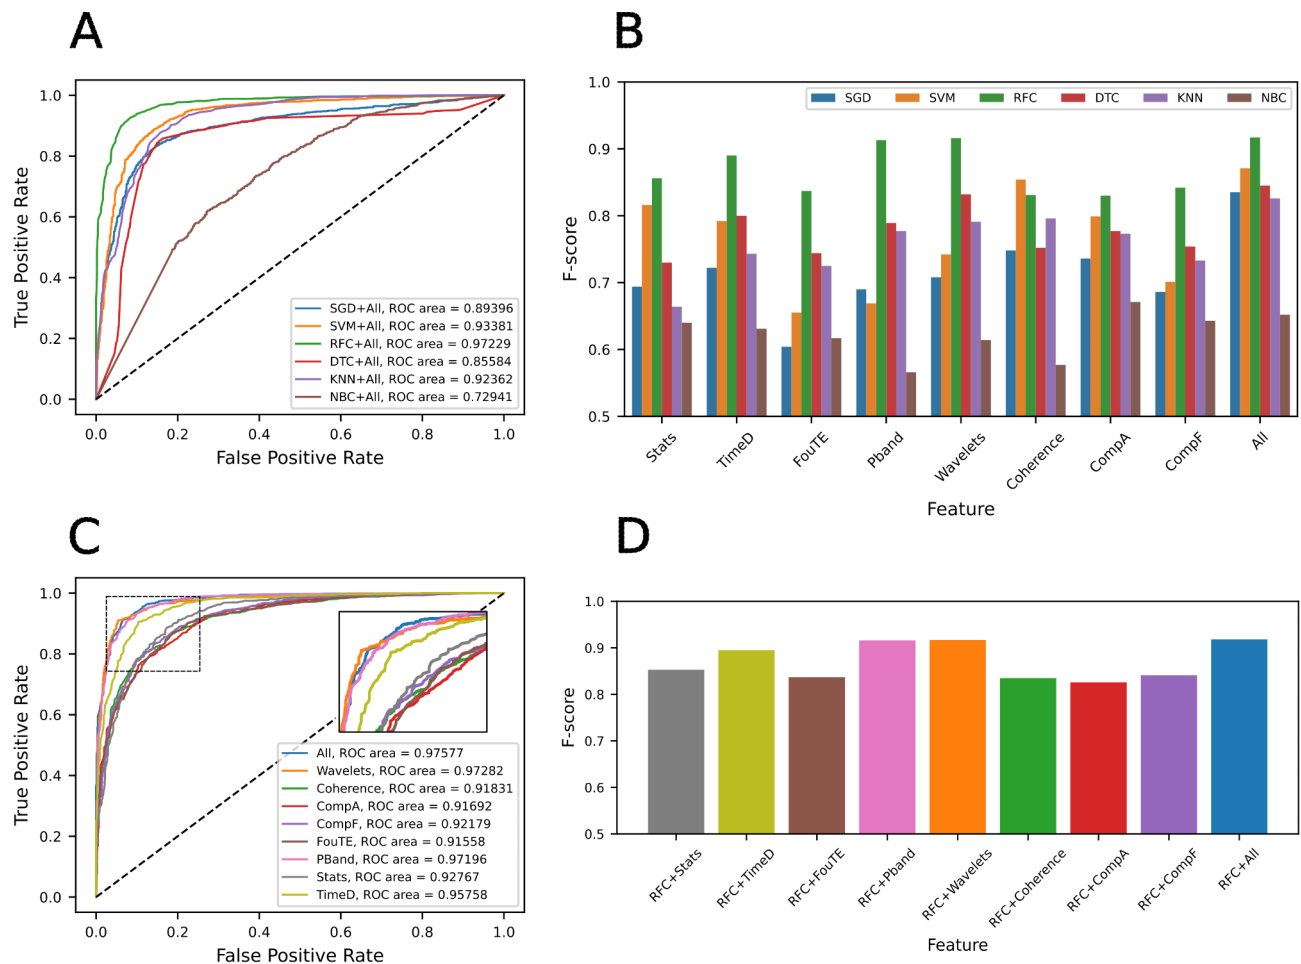 A
True Positive Rate
1.0
0.8
0.6
0.4
0.2
0.0
SGD+All, ROC area = 0.89396
SVM+All, ROC area = 0.93381
RFC+All, ROC area = 0.97229
DTC+All, ROC area = 0.85584
KNN+All, ROC area = 0.92362
NBC+All, ROC area = 0.72941
0.0 0.2 0.4 0.6 0.8 1.0
False Positive Rate
B
F-score
1.0
0.9
0.8
0.7
0.6
0.5
SGD SVM RFC DTC KNN NBC
Stats TimeD FouTE Pband Wavelets Coherence CompA CompF All
Feature
C
True Positive Rate
1.0
0.8
0.6
0.4
0.2
0.0
All, ROC area = 0.97577
Wavelets, ROC area = 0.97282
Coherence, ROC area = 0.91831
CompA, ROC area = 0.91692
CompF, ROC area = 0.92179
FouTE, ROC area = 0.91558
PBand, ROC area = 0.97196
Stats, ROC area = 0.92767
TimeD, ROC area = 0.95758
0.0 0.2 0.4 0.6 0.8 1.0
False Positive Rate
D
F-score
1.0
0.9
0.8
0.7
0.6
0.5
RFC+Stats RFC+TimeD RFC+FouTE RFC+Pband RFC+Wavelets RFC+Coherence RFC+CompA RFC+CompF RFC+All
Feature